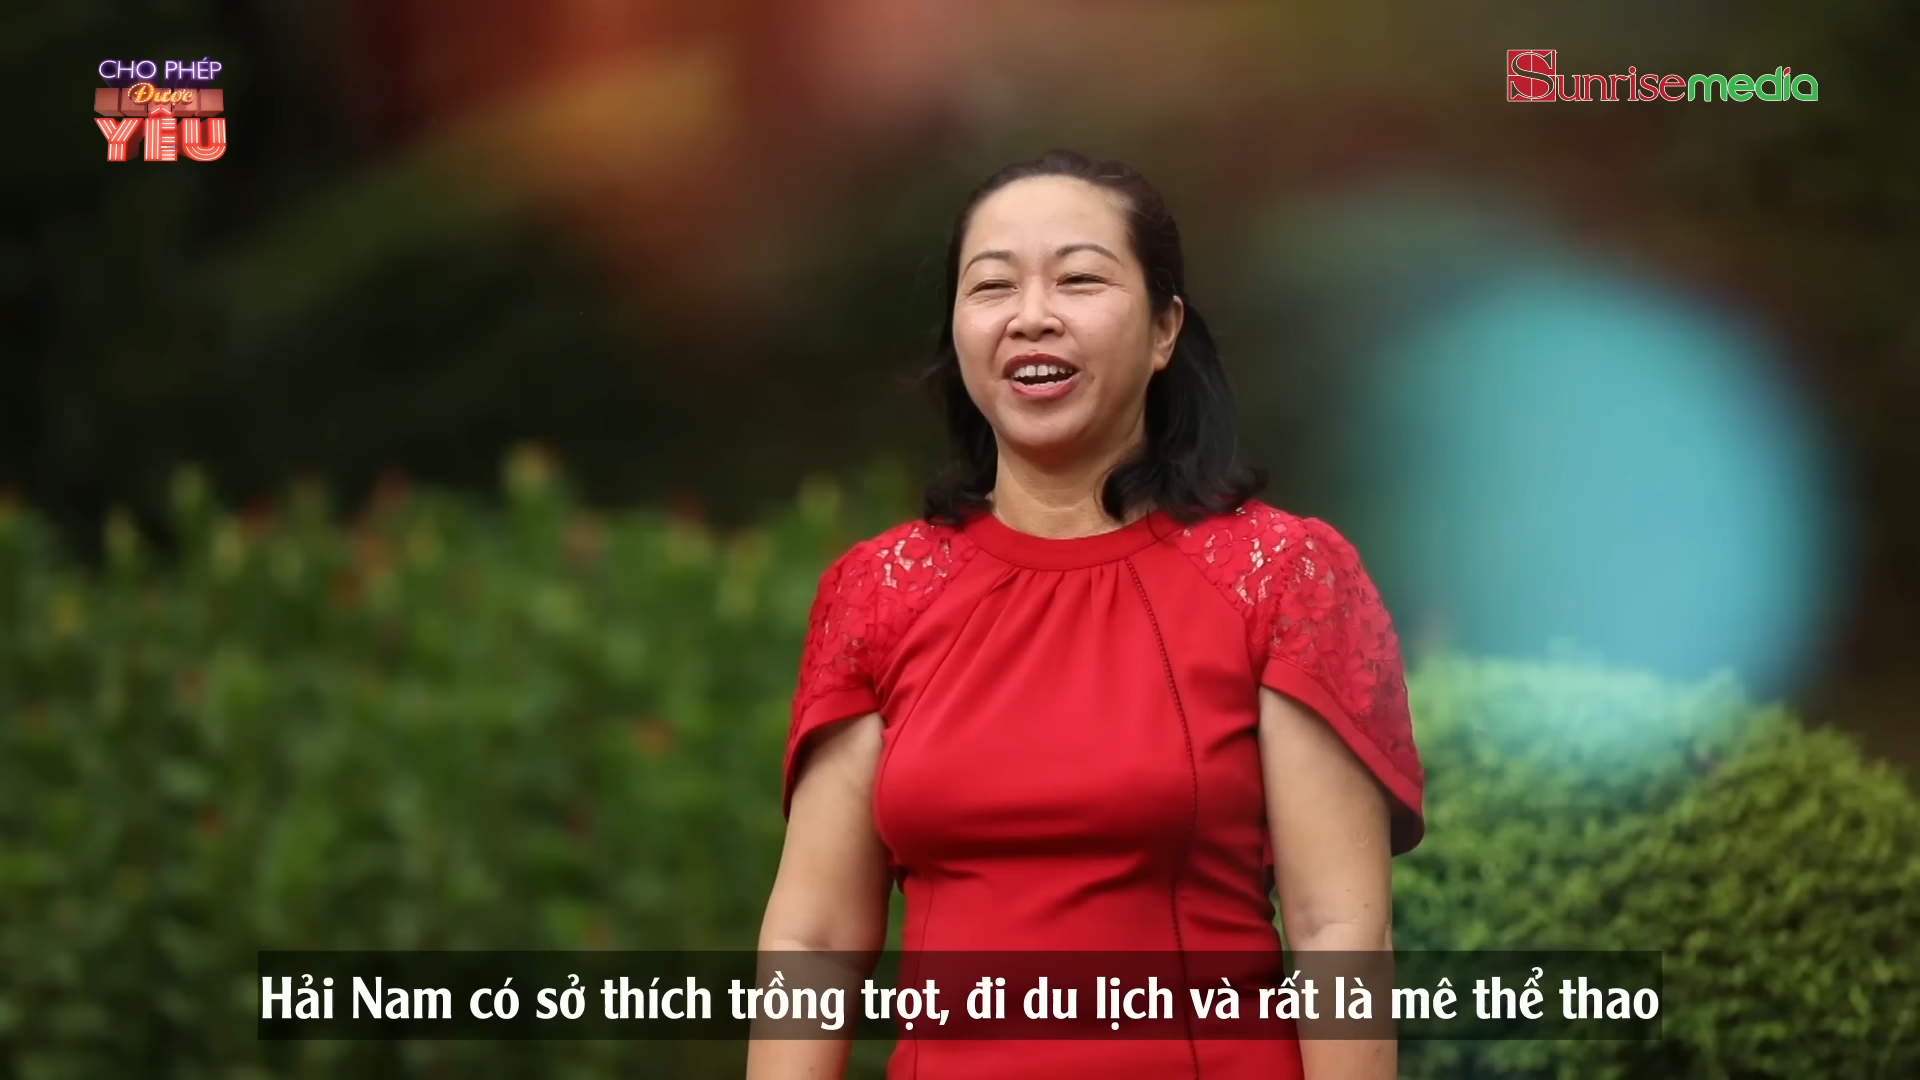 CHO PHÉP
Được
YÊU
Sunrisemedia
Hải Nam có sở thích trồng trọt, đi du lịch và rất là mê thể thao